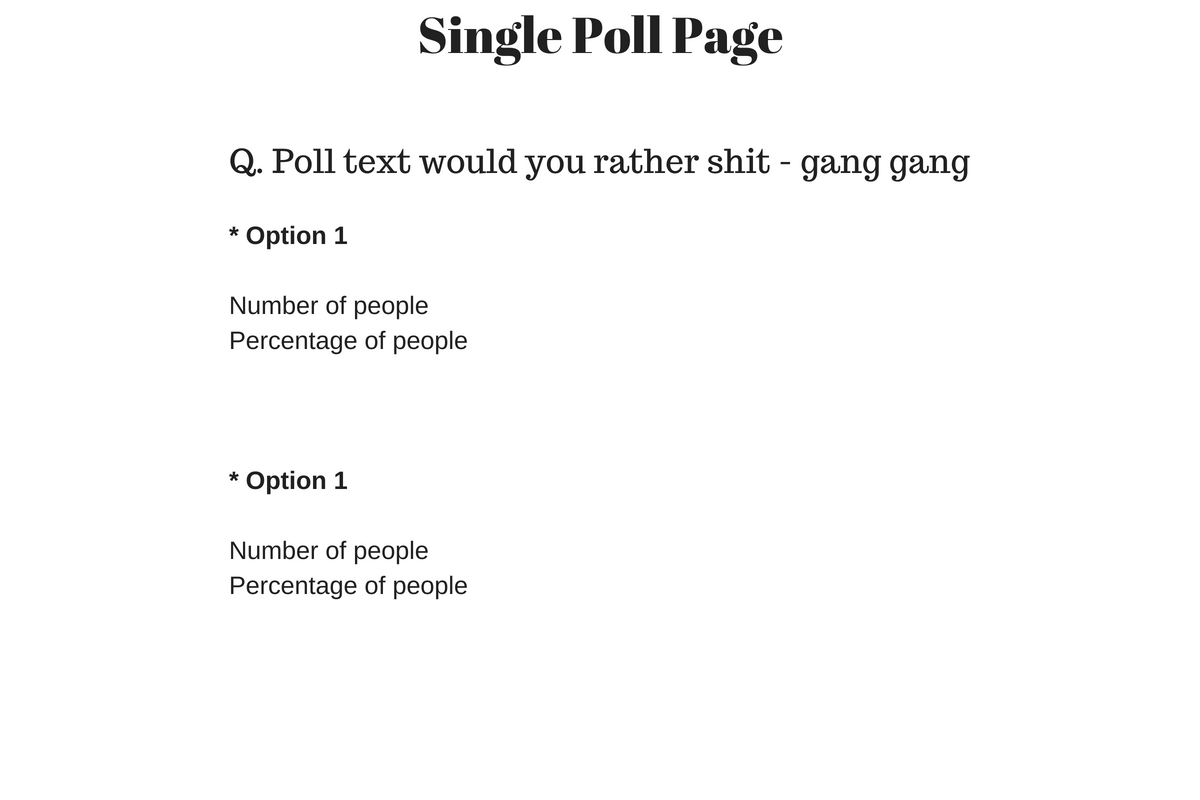 Single Poll Page
Q. Poll text would you rather shit - gang gang
* Option 1
Number of people
Percentage of people
* Option 1
Number of people
Percentage of people